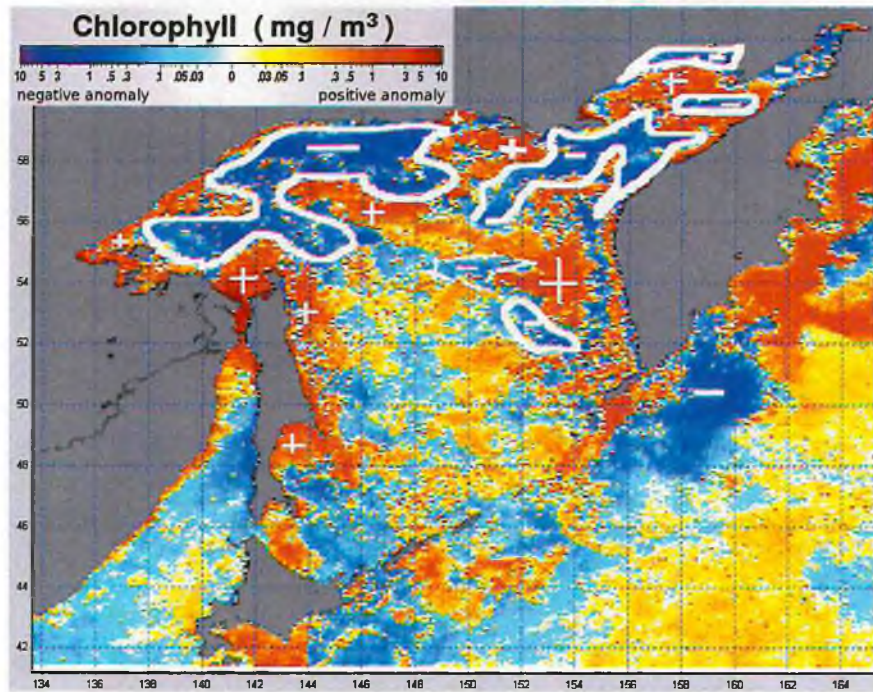 Chlorophyll ( mg / m³ )
10 5 3 1 .5 .3 .1 .05.03 0 .03.05 .1 .3 .5 1 3 5 10
negative anomaly positive anomaly
58
56
54
52
50
48
46
44
42
134 136 138 140 142 144 146 148 150 152 154 156 158 160 162 164